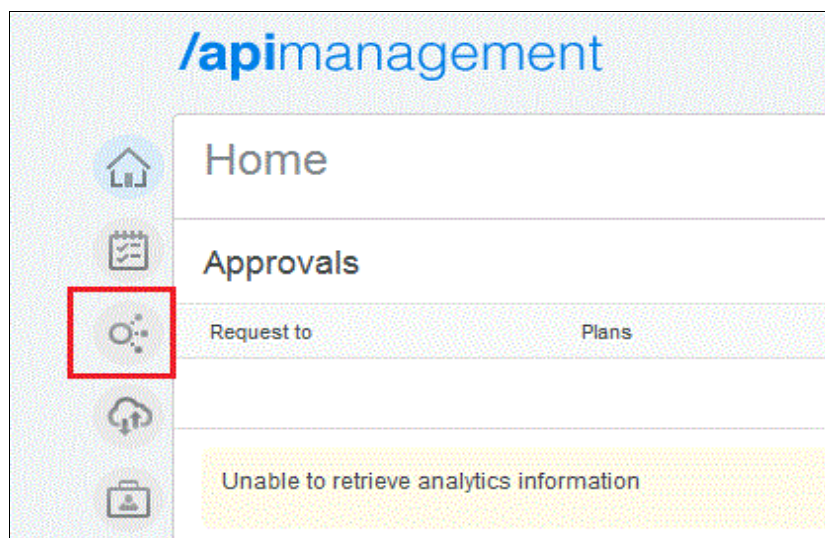 /apimanagement
Home
Approvals
Request to Plans
Unable to retrieve analytics information